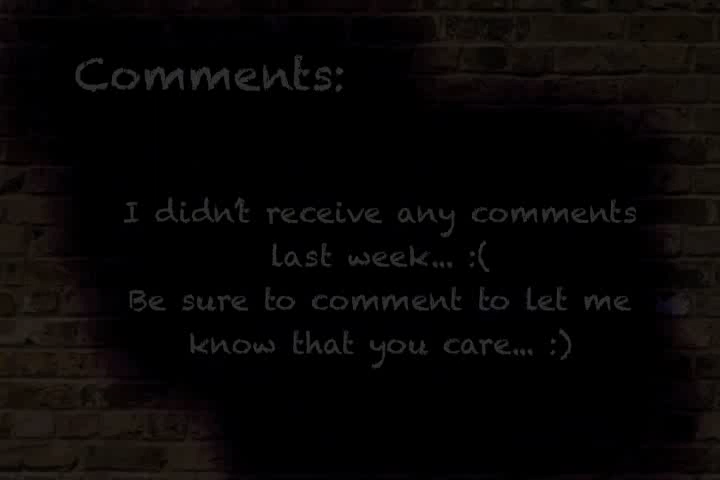 Comments:
I didn't receive any comments
last week... :(
Be sure to comment to let me
know that you care... :)